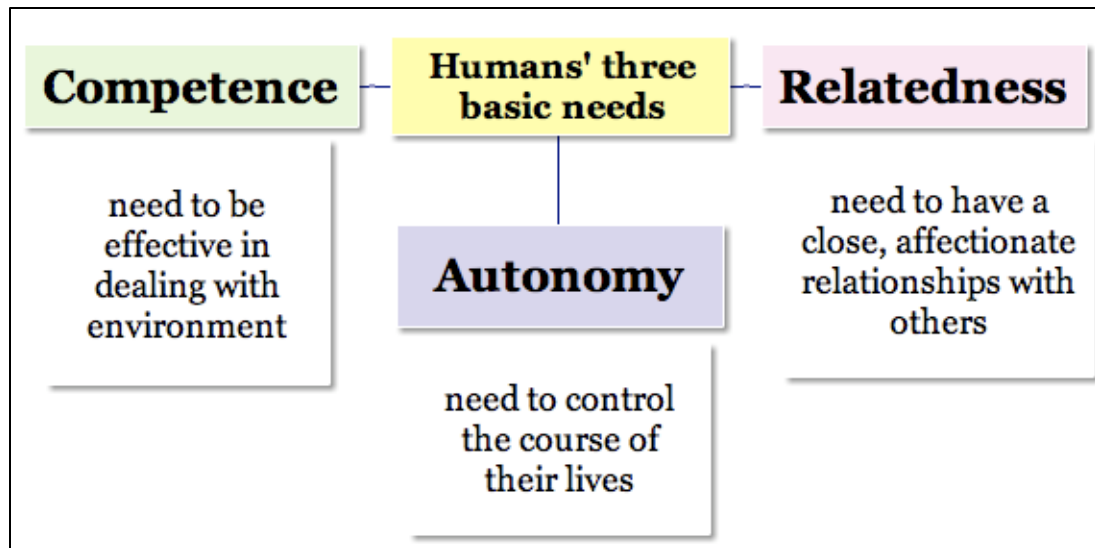 Humans' three
basic needs
Competence
need to be
effective in
dealing with
environment
Autonomy
need to control
the course of
their lives
Relatedness
need to have a
close, affectionate
relationships with
others